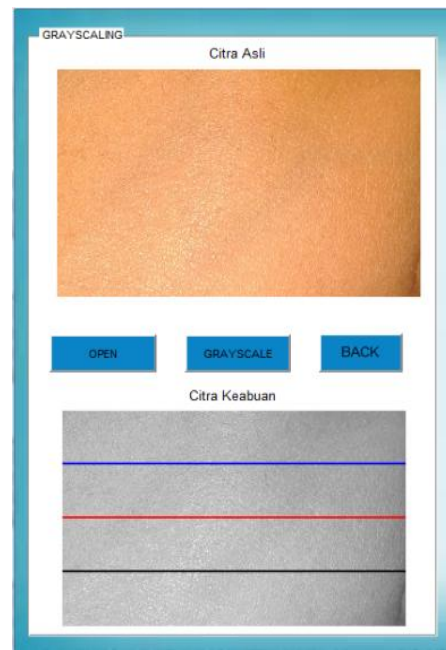 GRAYSCALING
Citra Asli
OPEN
GRAYSCALE
BACK
Citra Keabuan